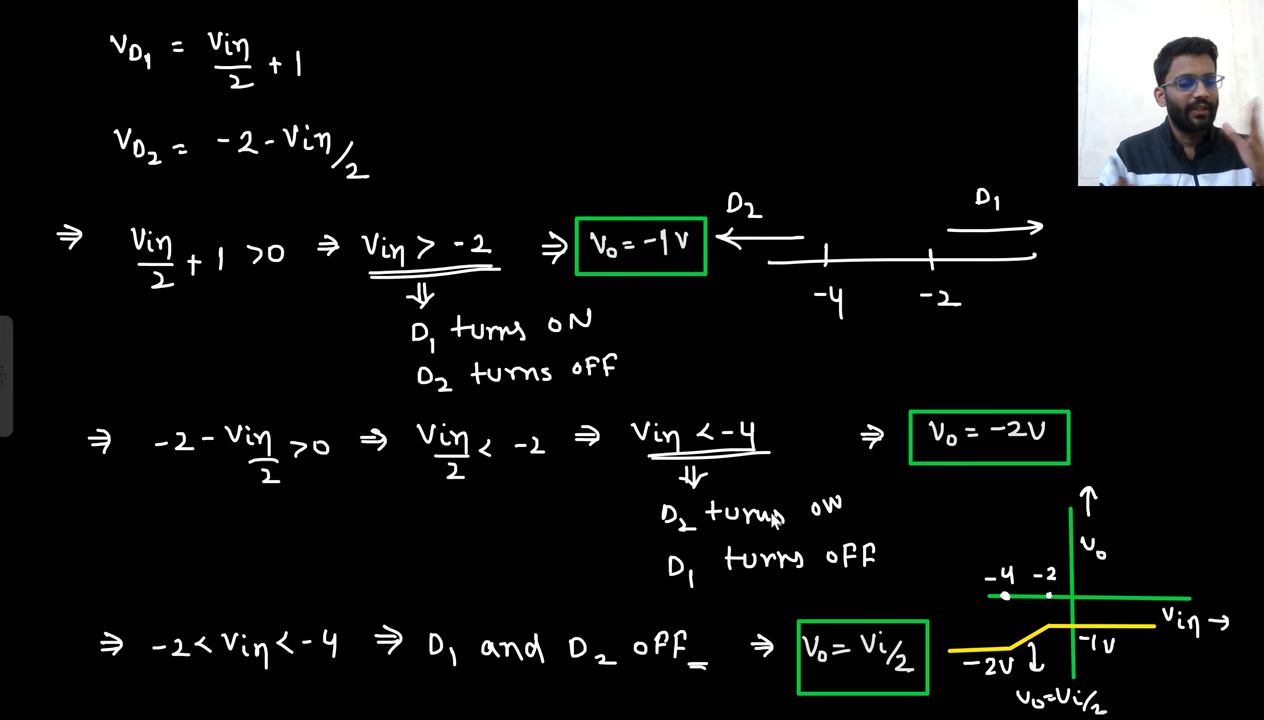 V_D1 = Vin/2 + 1
V_D2 = -2 - Vin/2
⇒ Vin/2 + 1 > 0 ⇒ Vin > -2 ⇒ V₀ = -1V
⇓
D₁ turns ON
D₂ turns OFF
D₂ D₁
-4 -2
⇒ -2 - Vin/2 > 0 ⇒ Vin/2 < -2 ⇒ Vin < -4 ⇒ V₀ = -2V
⇓
D₂ turns ON
D₁ turns OFF
⇒ -2 < Vin < -4 ⇒ D₁ and D₂ OFF ⇒ V₀ = Vi/2
↑
V₀
-4 -2
Vin →
-1V
-2V
↓
V₀=Vi/2